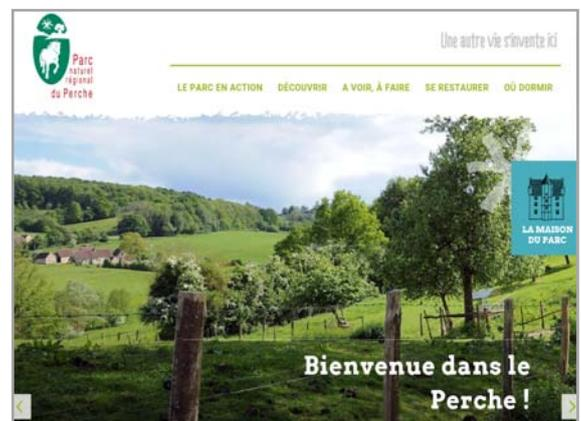 Parc
naturel
régional
du Perche
Une autre vie s'invente ici
LE PARC EN ACTION DÉCOUVRIR A VOIR, À FAIRE SE RESTAURER OÙ DORMIR
LA MAISON
DU PARC
Bienvenue dans le
Perche !